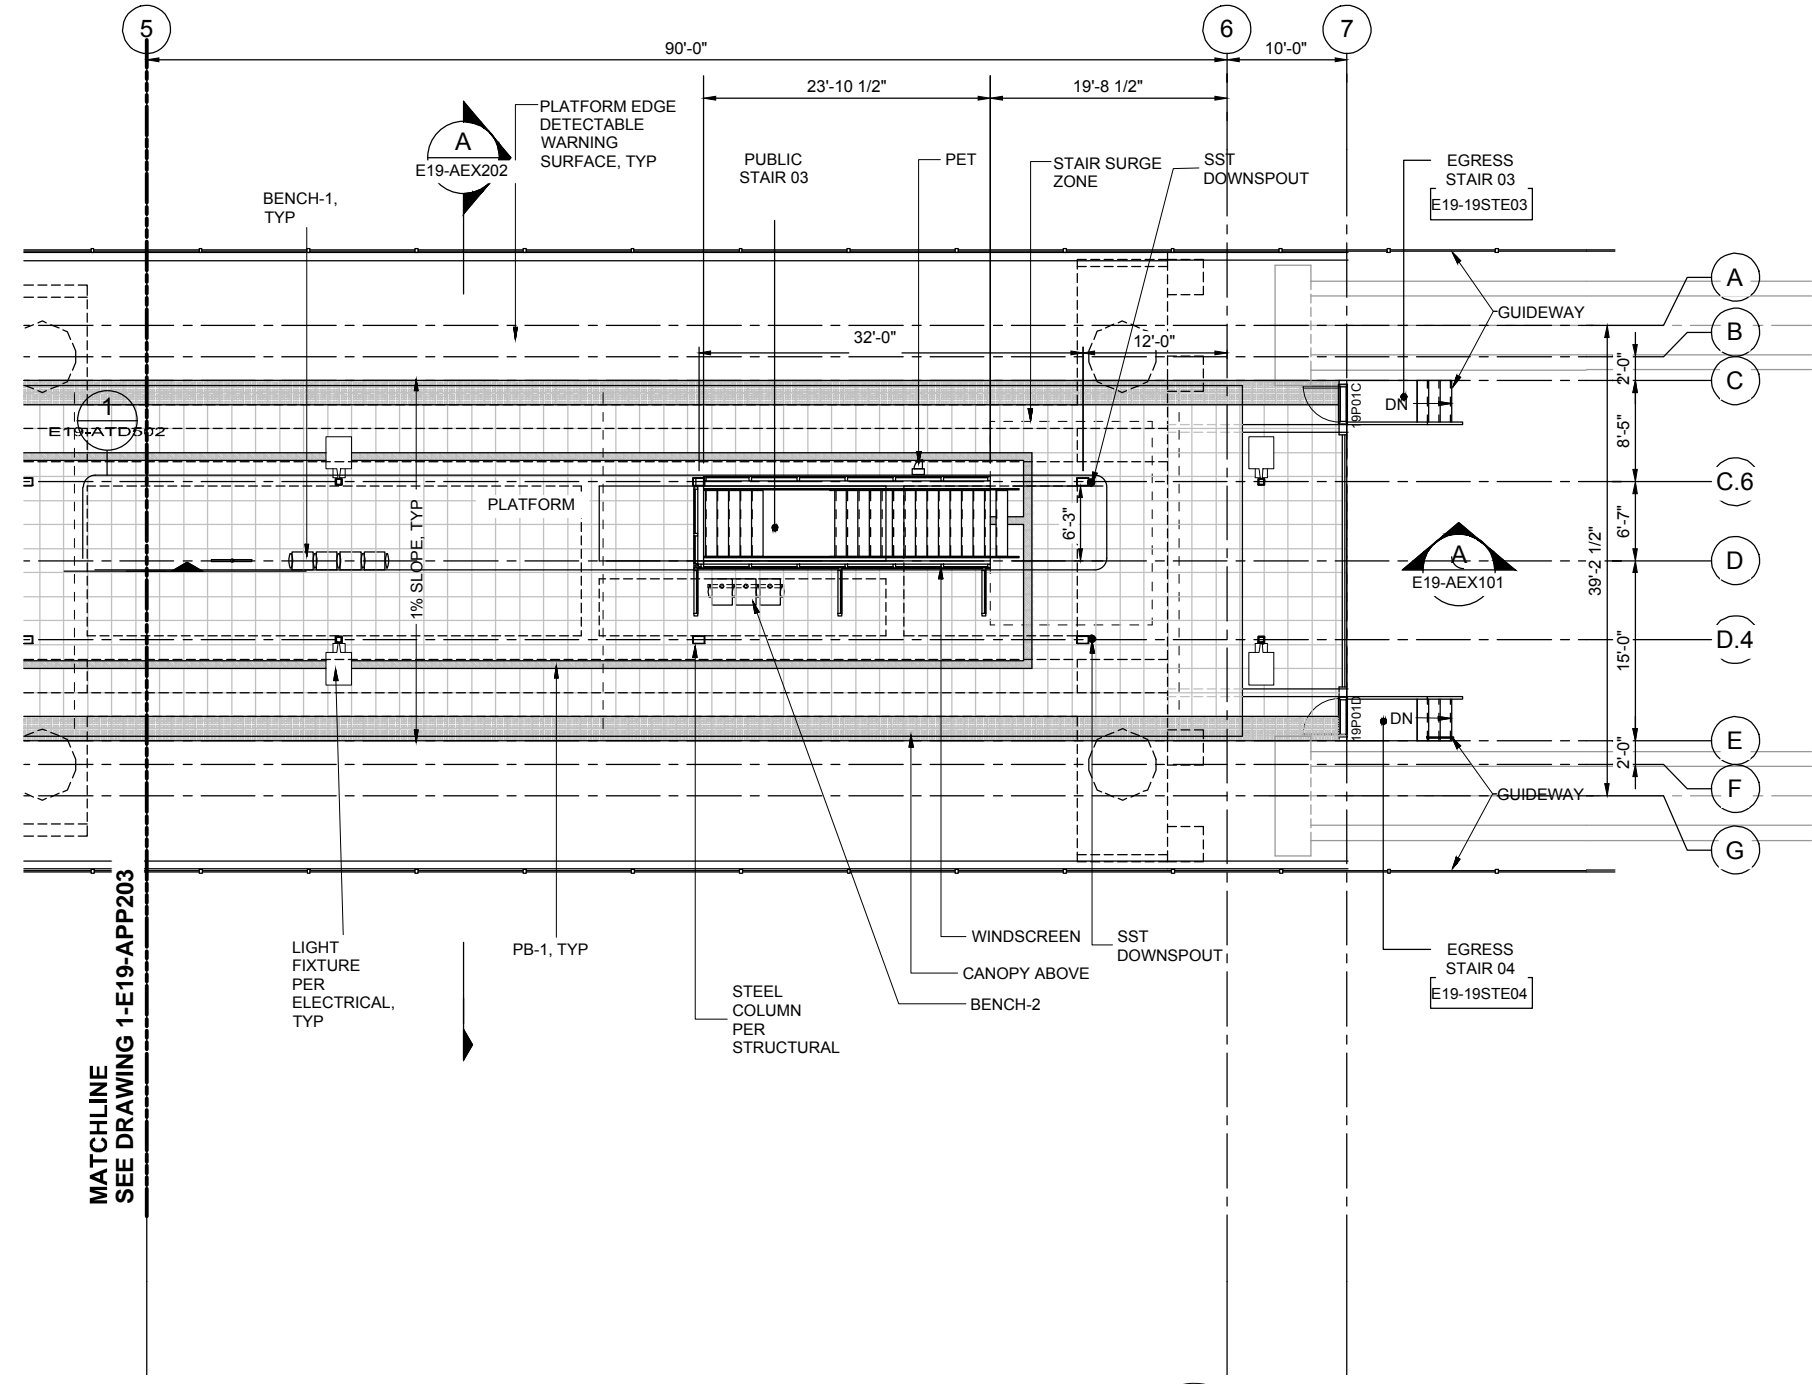 5
6
7
90'-0"
10'-0"
23'-10 1/2"
19'-8 1/2"
A
E19-AEX202
PLATFORM EDGE
DETECTABLE
WARNING
SURFACE, TYP
PUBLIC
STAIR 03
PET
STAIR SURGE
ZONE
SST
DOWNSPOUT
EGRESS
STAIR 03
E19-19STE03
BENCH-1,
TYP
A
GUIDEWAY
B
32'-0"
12'-0"
2'-0"
C
1
E19-ATD502
19P01C
DN
8'-5"
C.6
PLATFORM
1% SLOPE, TYP
6'-3"
6'-7"
39'-2 1/2"
A
E19-AEX101
D
D.4
15'-0"
19P01D
DN
E
2'-0"
F
GUIDEWAY
G
MATCHLINE
SEE DRAWING 1-E19-APP203
LIGHT
FIXTURE
PER
ELECTRICAL,
TYP
PB-1, TYP
WINDSCREEN
SST
DOWNSPOUT
CANOPY ABOVE
BENCH-2
STEEL
COLUMN
PER
STRUCTURAL
EGRESS
STAIR 04
E19-19STE04